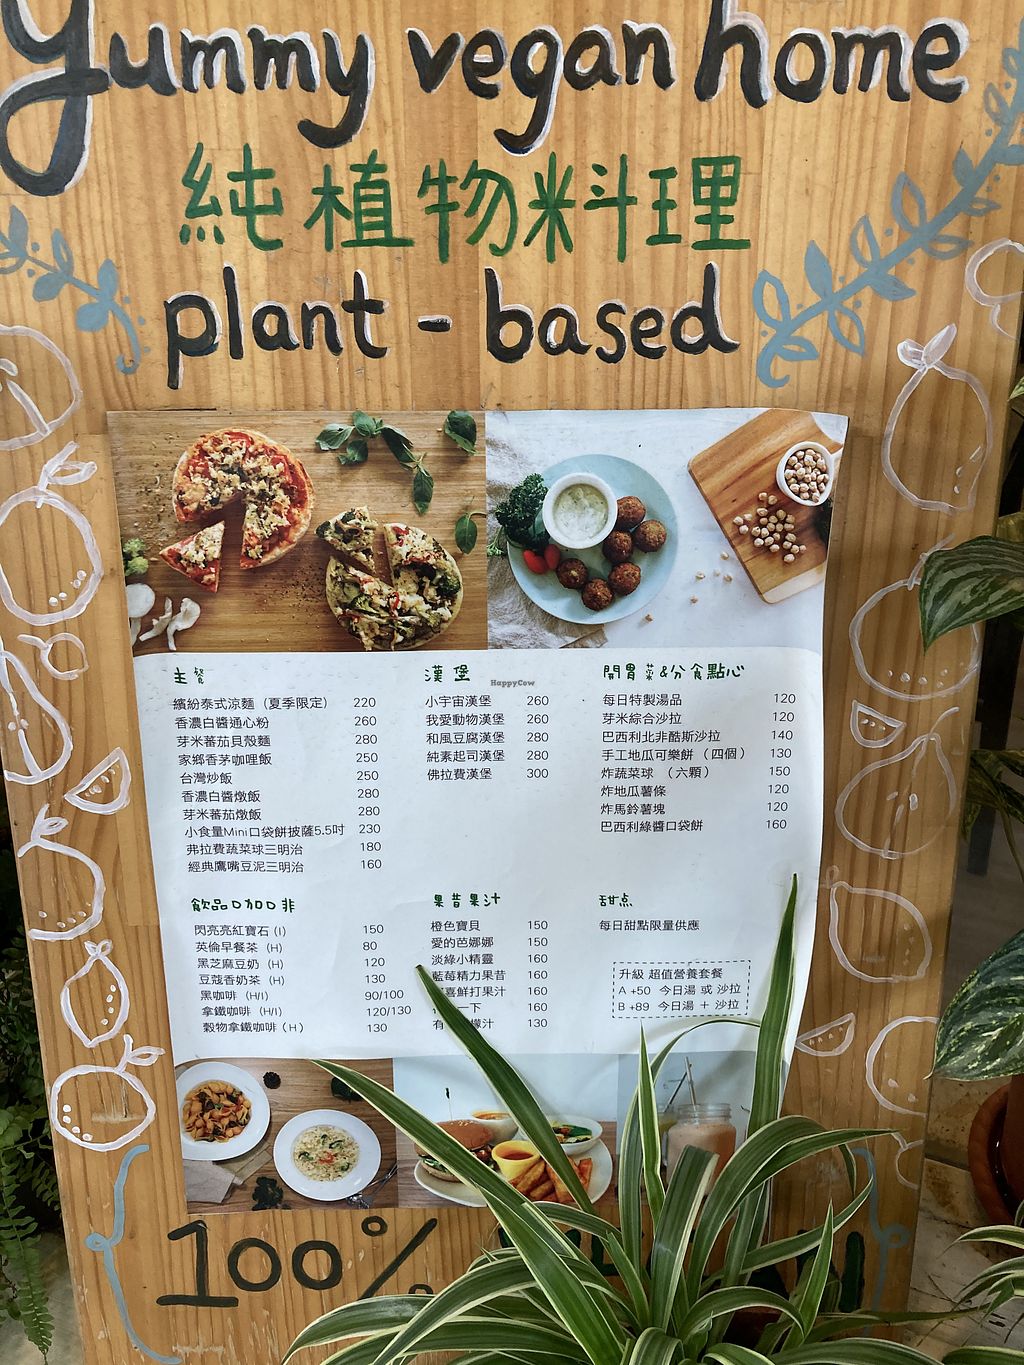 yummy vegan home
純植物料理
plant-based
HappyCow
主餐
繽紛泰式涼麵（夏季限定） 220
香濃白醬通心粉 260
芽米蕃茄貝殼麵 280
家鄉香茅咖哩飯 250
台灣炒飯 250
香濃白醬燉飯 280
芽米蕃茄燉飯 280
小食量Mini口袋餅披薩5.5吋 230
弗拉費蔬菜球三明治 180
經典鷹嘴豆泥三明治 160
漢堡
小宇宙漢堡 260
我愛動物漢堡 260
和風豆腐漢堡 280
純素起司漢堡 280
佛拉費漢堡 300
開胃菜&分食點心
每日特製湯品 120
芽米綜合沙拉 120
巴西利北非酷斯沙拉 140
手工地瓜可樂餅（四個） 130
炸蔬菜球（六顆） 150
炸地瓜薯條 120
炸馬鈴薯塊 120
巴西利綠醬口袋餅 160
飲品咖啡
閃亮亮紅寶石(I) 150
英倫早餐茶（H) 80
黑芝麻豆奶（H) 120
豆蔻香奶茶（H) 130
黑咖啡（H/I) 90/100
拿鐵咖啡（H/I) 120/130
穀物拿鐵咖啡（H） 130
果昔果汁
橙色寶貝 150
愛的芭娜娜 150
淡綠小精靈 160
藍莓精力果昔 160
喜鮮打果汁 160
一下 160
有 檬汁 130
甜点
每日甜點限量供應
升級 超值營養套餐
A +50 今日湯 或 沙拉
B +89 今日湯 + 沙拉
100%